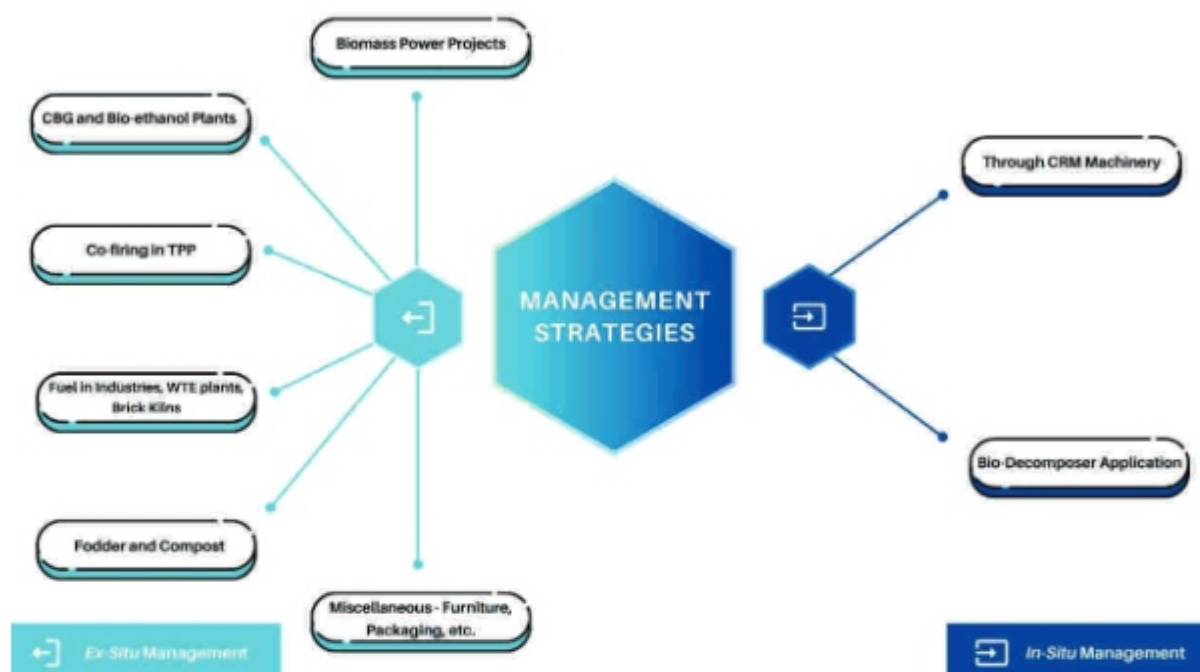 Biomass Power Projects
CBG and Bio-ethanol Plants
Through CRM Machinery
Co-firing in TPP
MANAGEMENT
STRATEGIES
Fuel in Industries, WTE plants,
Brick Kilns
Bio-Decomposer Application
Fodder and Compost
Miscellaneous - Furniture,
Packaging, etc.
Ex-Situ Management
In-Situ Management